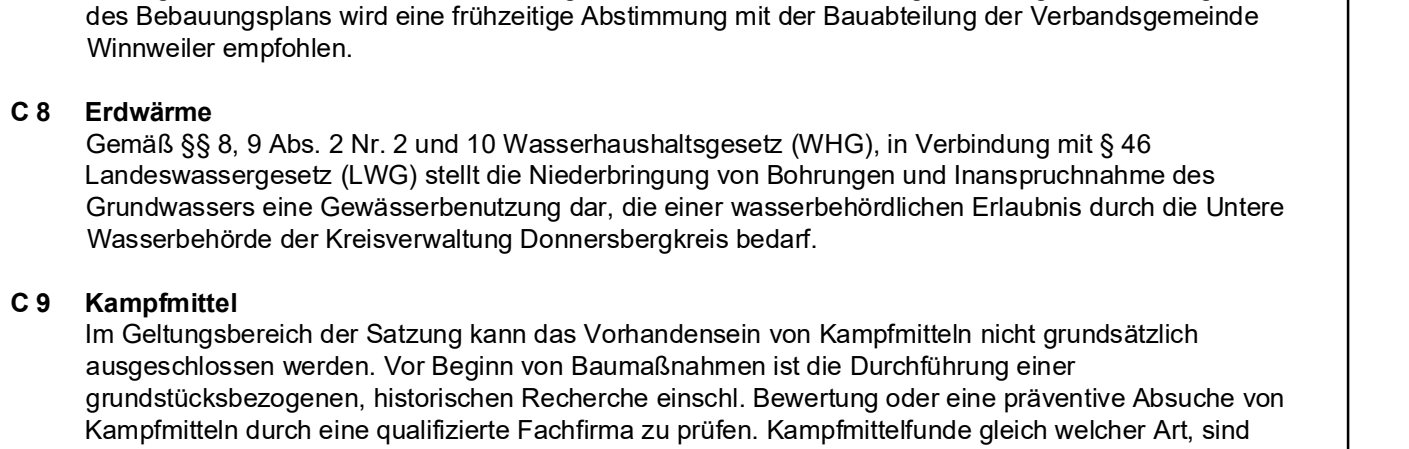 des Bebauungsplans wird eine frühzeitige Abstimmung mit der Bauabteilung der Verbandsgemeinde
Winnweiler empfohlen.
C 8 Erdwärme
Gemäß §§ 8, 9 Abs. 2 Nr. 2 und 10 Wasserhaushaltsgesetz (WHG), in Verbindung mit § 46
Landeswassergesetz (LWG) stellt die Niederbringung von Bohrungen und Inanspruchnahme des
Grundwassers eine Gewässerbenutzung dar, die einer wasserbehördlichen Erlaubnis durch die Untere
Wasserbehörde der Kreisverwaltung Donnersbergkreis bedarf.
C 9 Kampfmittel
Im Geltungsbereich der Satzung kann das Vorhandensein von Kampfmitteln nicht grundsätzlich
ausgeschlossen werden. Vor Beginn von Baumaßnahmen ist die Durchführung einer
grundstücksbezogenen, historischen Recherche einschl. Bewertung oder eine präventive Absuche von
Kampfmitteln durch eine qualifizierte Fachfirma zu prüfen. Kampfmittelfunde gleich welcher Art, sind